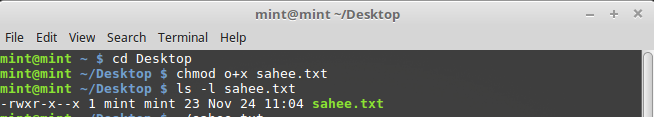 mint@mint ~/Desktop
File Edit View Search Terminal Help
mint@mint ~ $ cd Desktop
mint@mint ~/Desktop $ chmod o+x sahee.txt
mint@mint ~/Desktop $ ls -l sahee.txt
-rwxr-x--x 1 mint mint 23 Nov 24 11:04 sahee.txt